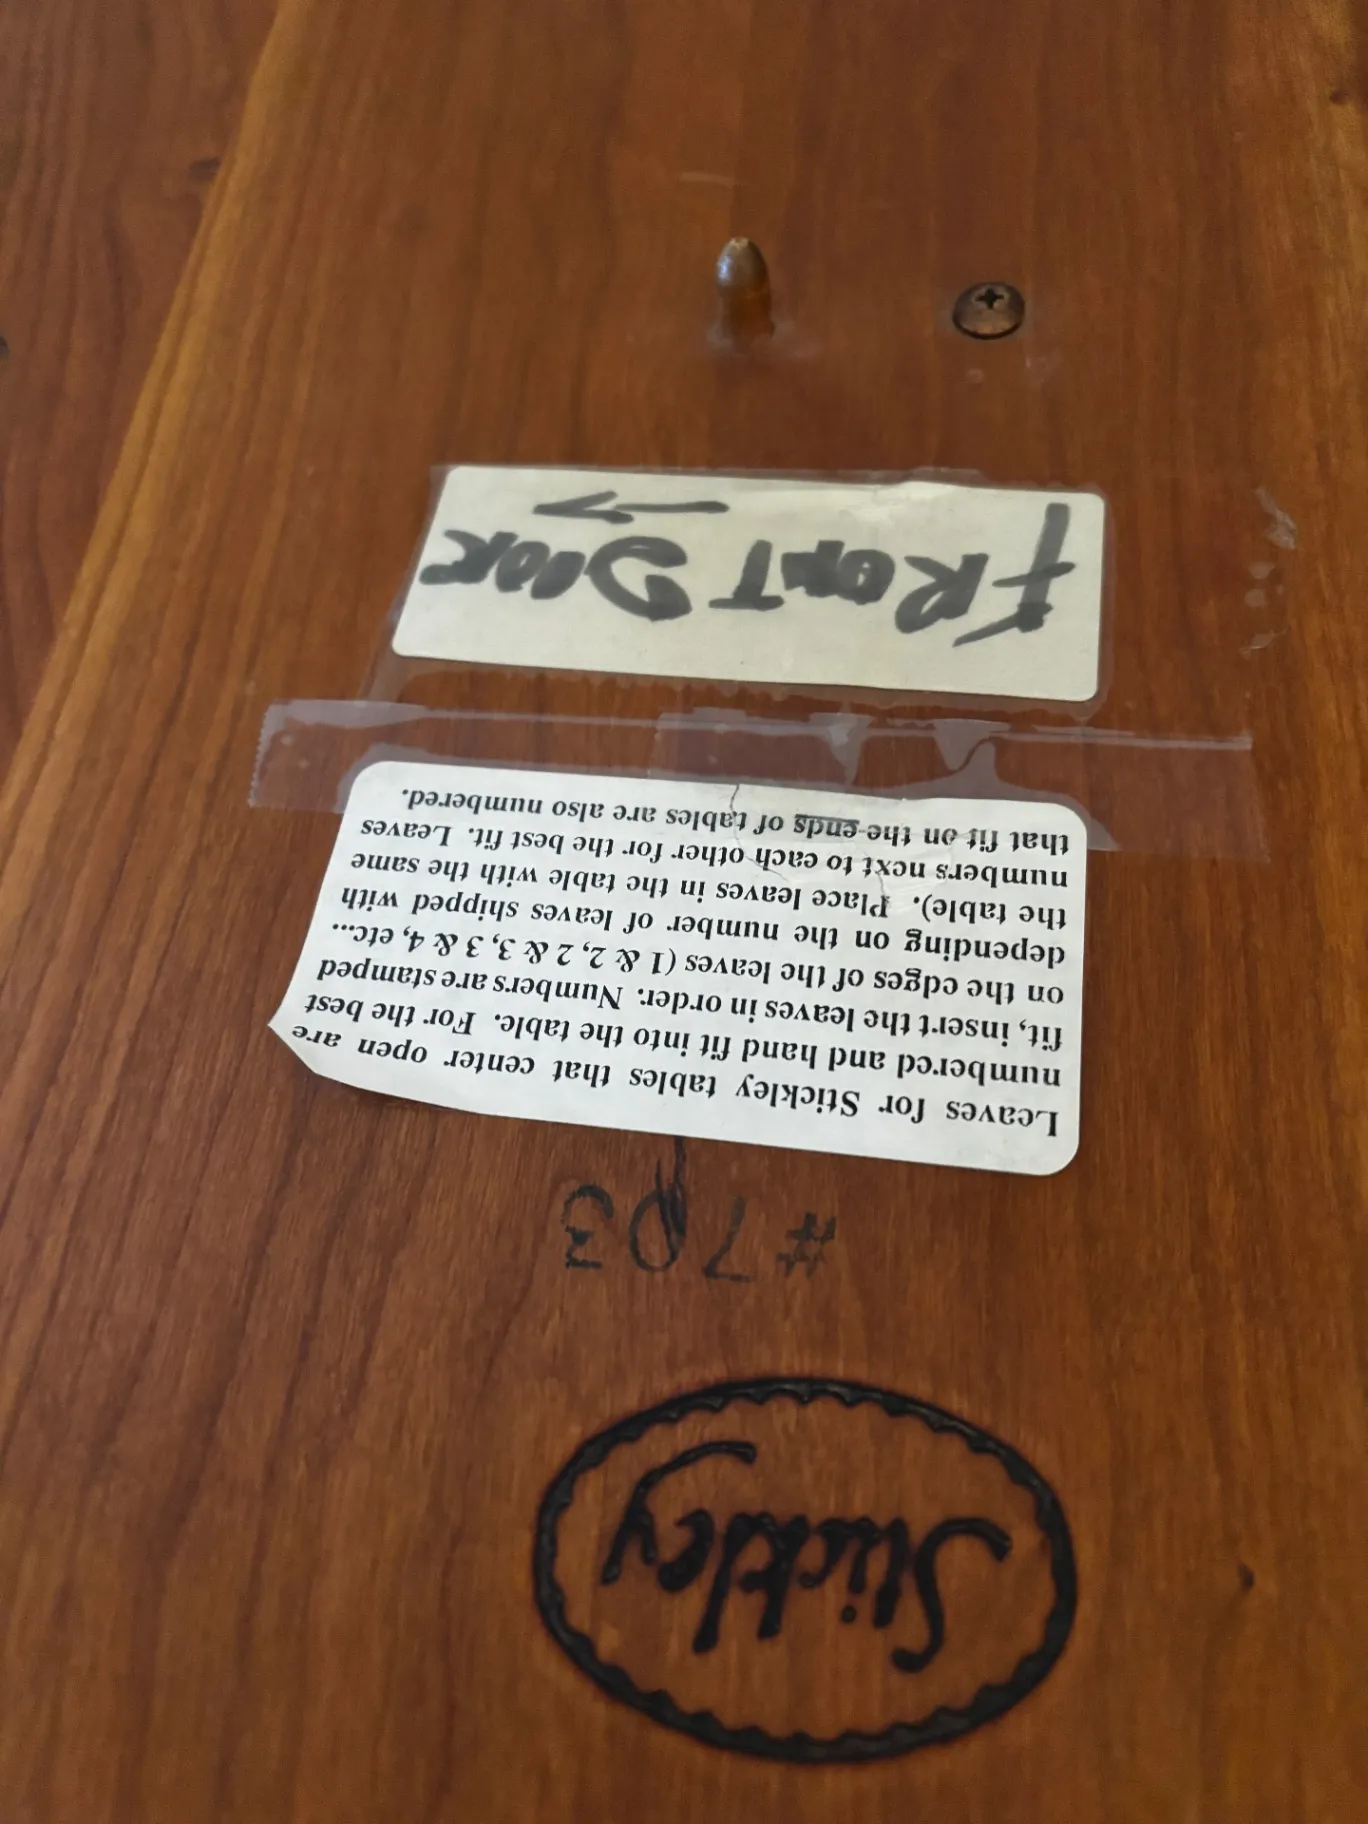 Stickley
#703
Leaves for Stickley tables that center open are
numbered and hand fit into the table. For the best
fit, insert the leaves in order. Numbers are stamped
on the edges of the leaves (1 & 2, 2 & 3, 3 & 4, etc...
depending on the number of leaves shipped with
the table). Place leaves in the table with the same
numbers next to each other for the best fit. Leaves
that fit on the ends of tables are also numbered.
FRONT DOOR
→